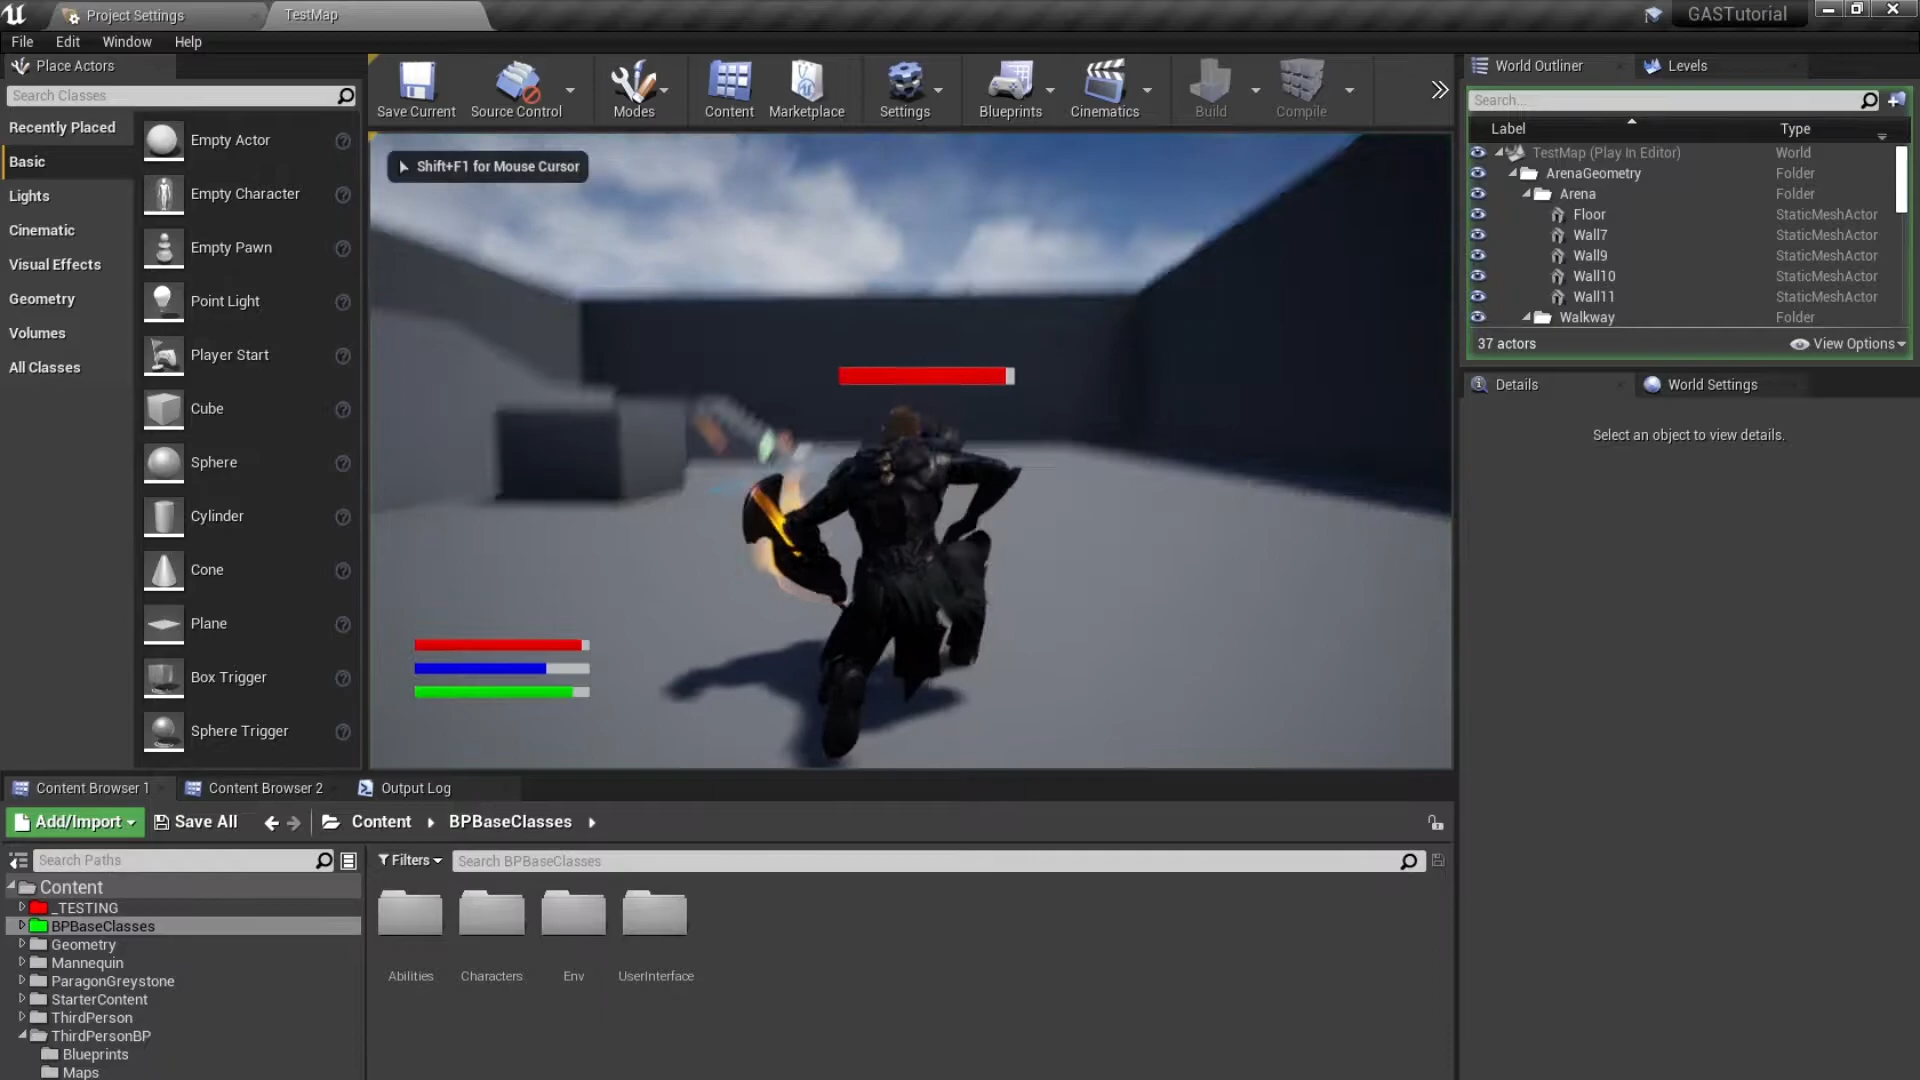 Project Settings
TestMap
GASTutorial
File Edit Window Help
Place Actors
Search Classes
Recently Placed
Basic
Lights
Cinematic
Visual Effects
Geometry
Volumes
All Classes
Empty Actor
Empty Character
Empty Pawn
Point Light
Player Start
Cube
Sphere
Cylinder
Cone
Plane
Box Trigger
Sphere Trigger
Save Current
Source Control
Modes
Content
Marketplace
Settings
Blueprints
Cinematics
Build
Compile
Shift+F1 for Mouse Cursor
World Outliner
Levels
Search...
Label Type
TestMap (Play In Editor) World
ArenaGeometry Folder
Arena Folder
Floor StaticMeshActor
Wall7 StaticMeshActor
Wall9 StaticMeshActor
Wall10 StaticMeshActor
Wall11 StaticMeshActor
Walkway Folder
37 actors
View Options
Details
World Settings
Select an object to view details.
Content Browser 1
Content Browser 2
Output Log
Add/Import
Save All
Content
BPBaseClasses
Search Paths
Filters
Search BPBaseClasses
Content
_TESTING
BPBaseClasses
Geometry
Mannequin
ParagonGreystone
StarterContent
ThirdPerson
ThirdPersonBP
Blueprints
Maps
Abilities
Characters
Env
UserInterface